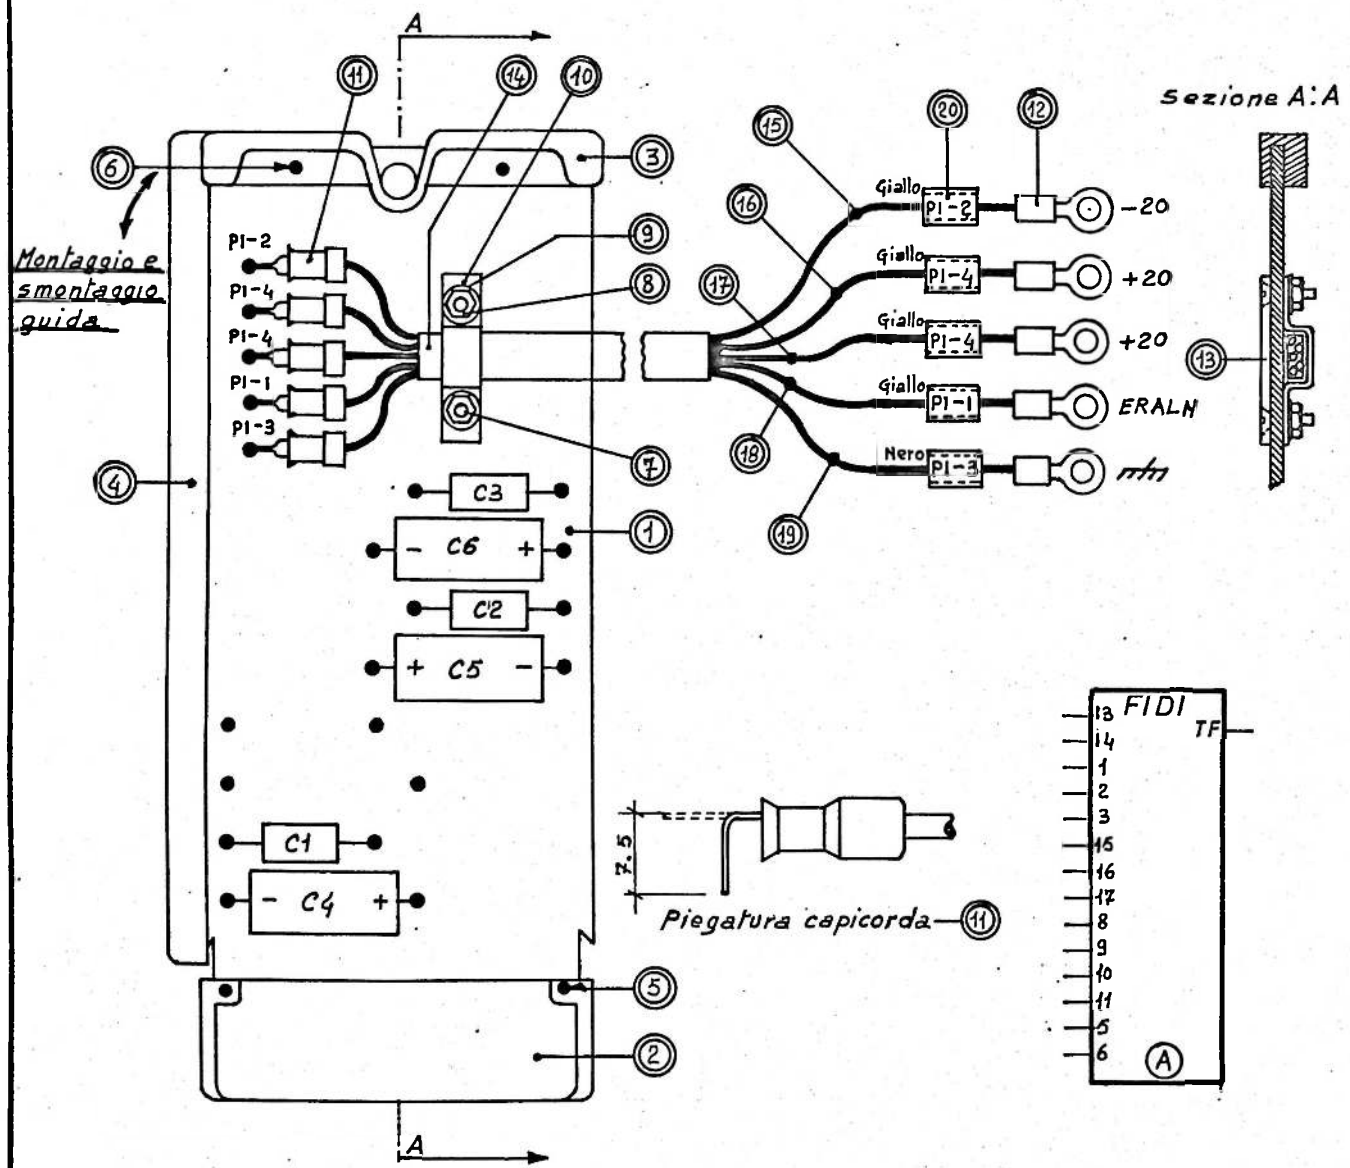 A
11
14
10
15
20
12
sezione A:A
6
3
Giallo
P1-2
-20
16
Montaggio e
smontaggio
guida
P1-2
9
Giallo
P1-4
+20
P1-4
8
17
Giallo
P1-4
+20
P1-4
13
P1-1
Giallo
P1-1
ERALN
P1-3
18
Nero
P1-3
4
7
C3
1
19
- C6 +
C2
+ C5 -
FIDI
TF
13
14
1
2
3
15
16
17
8
9
10
11
5
6
A
C1
7.5
- C4 +
Piegatura capicorda
11
5
2
A